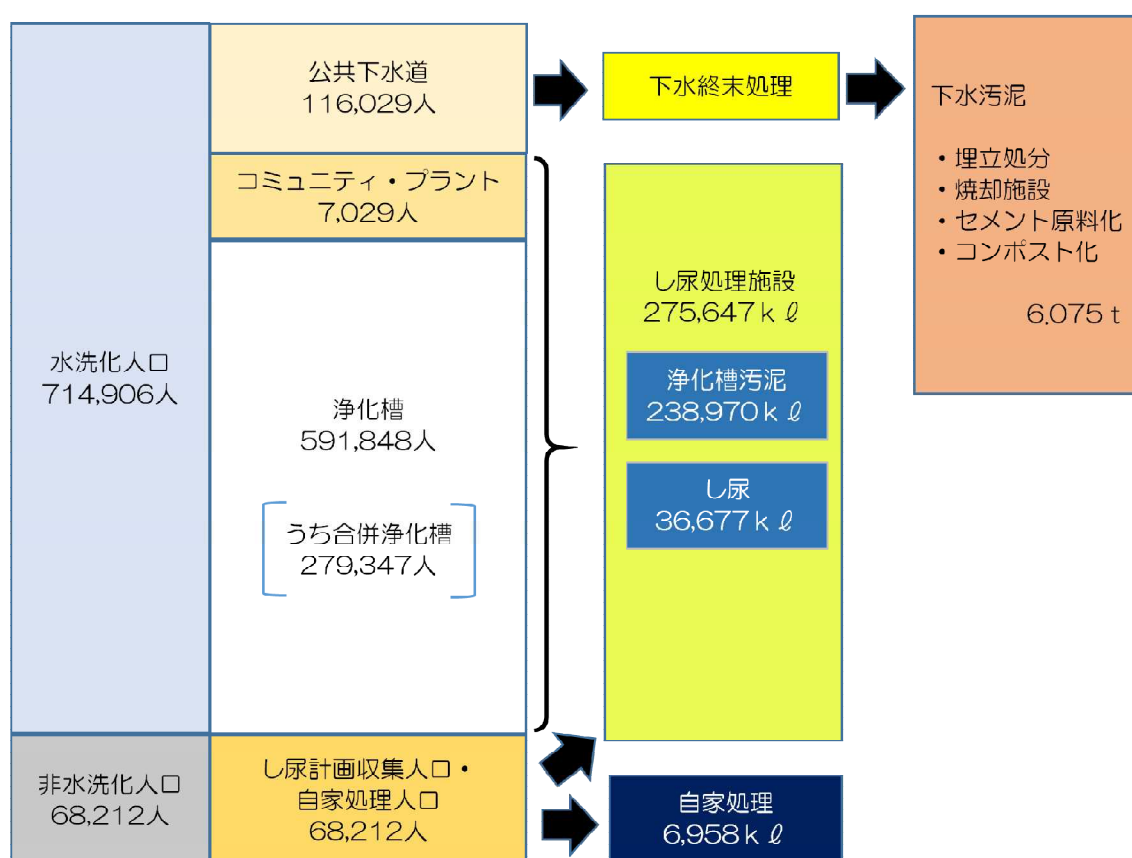 水洗化人口
714,906人
非水洗化人口
68,212人
公共下水道
116,029人
コミュニティ・プラント
7,029人
浄化槽
591,848人
うち合併浄化槽
279,347人
し尿計画収集人口・
自家処理人口
68,212人
下水終末処理
し尿処理施設
275,647kℓ
浄化槽汚泥
238,970kℓ
し尿
36,677kℓ
自家処理
6,958kℓ
下水汚泥
・埋立処分
・焼却施設
・セメント原料化
・コンポスト化
6,075t